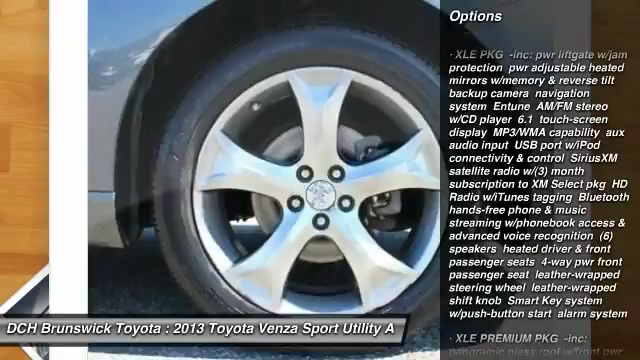 Options
· XLE PKG -inc: pwr liftgate w/jam
protection pwr adjustable heated
mirrors w/memory & reverse tilt
backup camera navigation
system Entune AM/FM stereo
w/CD player 6.1 touch-screen
display MP3/WMA capability aux
audio input USB port w/iPod
connectivity & control SiriusXM
satellite radio w/(3) month
subscription to XM Select pkg HD
Radio w/iTunes tagging Bluetooth
hands-free phone & music
streaming w/phonebook access &
advanced voice recognition (6)
speakers heated driver & front
passenger seats 4-way pwr front
passenger seat leather-wrapped
steering wheel leather-wrapped
shift knob Smart Key system
w/push-button start alarm system
· XLE PREMIUM PKG -inc:
panoramic glass roof w/front pwr
DCH Brunswick Toyota : 2013 Toyota Venza Sport Utility A